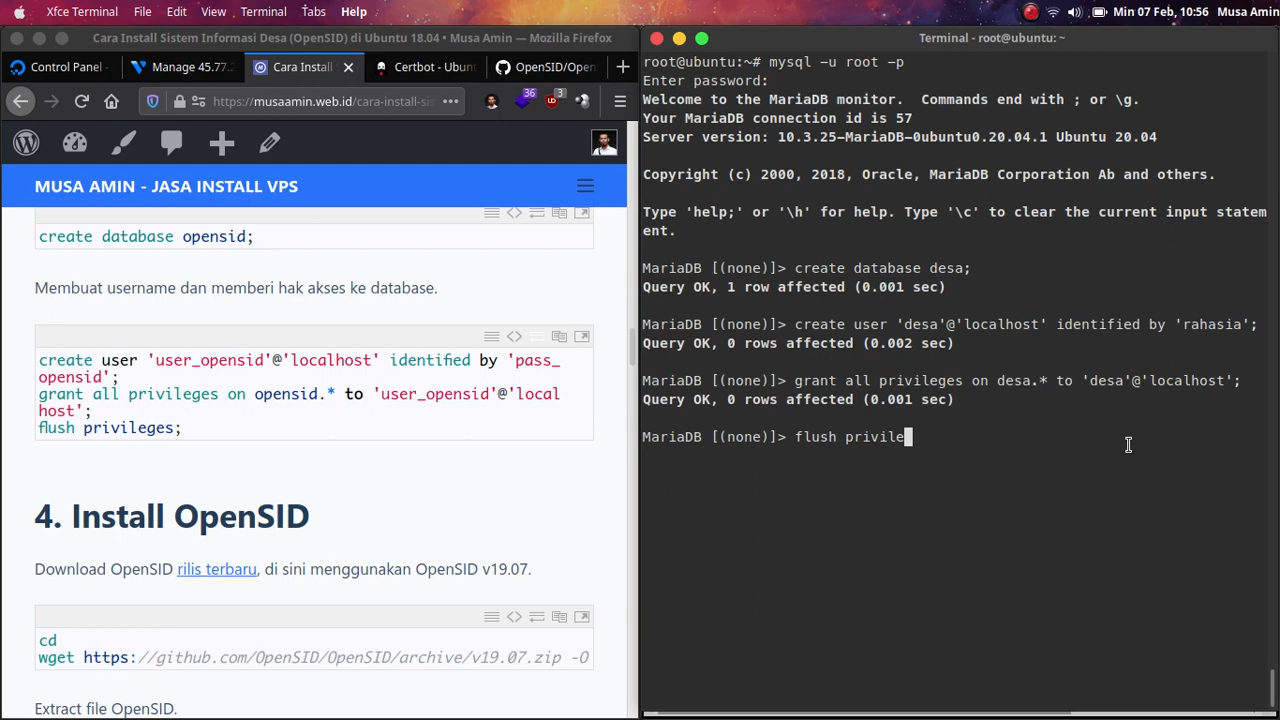 Xfce Terminal File Edit View Terminal Tabs Help Min 07 Feb, 10:56 Musa Amin
Cara Install Sistem Informasi Desa (OpenSID) di Ubuntu 18.04 • Musa Amin — Mozilla Firefox
Control Panel - Manage 45.77. Cara Install Certbot - Ubun OpenSID/Open
https://musaamin.web.id/cara-install-sis 36 3
MUSA AMIN - JASA INSTALL VPS
create database opensid;
Membuat username dan memberi hak akses ke database.
create user 'user_opensid'@'localhost' identified by 'pass_
opensid';
grant all privileges on opensid.* to 'user_opensid'@'local
host';
flush privileges;
4. Install OpenSID
Download OpenSID rilis terbaru, di sini menggunakan OpenSID v19.07.
cd
wget https://github.com/OpenSID/OpenSID/archive/v19.07.zip -O
Extract file OpenSID.
Terminal - root@ubuntu: ~
root@ubuntu:~# mysql -u root -p
Enter password:
Welcome to the MariaDB monitor.  Commands end with ; or \g.
Your MariaDB connection id is 57
Server version: 10.3.25-MariaDB-0ubuntu0.20.04.1 Ubuntu 20.04
Copyright (c) 2000, 2018, Oracle, MariaDB Corporation Ab and others.
Type 'help;' or '\h' for help. Type '\c' to clear the current input statem
ent.
MariaDB [(none)]> create database desa;
Query OK, 1 row affected (0.001 sec)
MariaDB [(none)]> create user 'desa'@'localhost' identified by 'rahasia';
Query OK, 0 rows affected (0.002 sec)
MariaDB [(none)]> grant all privileges on desa.* to 'desa'@'localhost';
Query OK, 0 rows affected (0.001 sec)
MariaDB [(none)]> flush privile